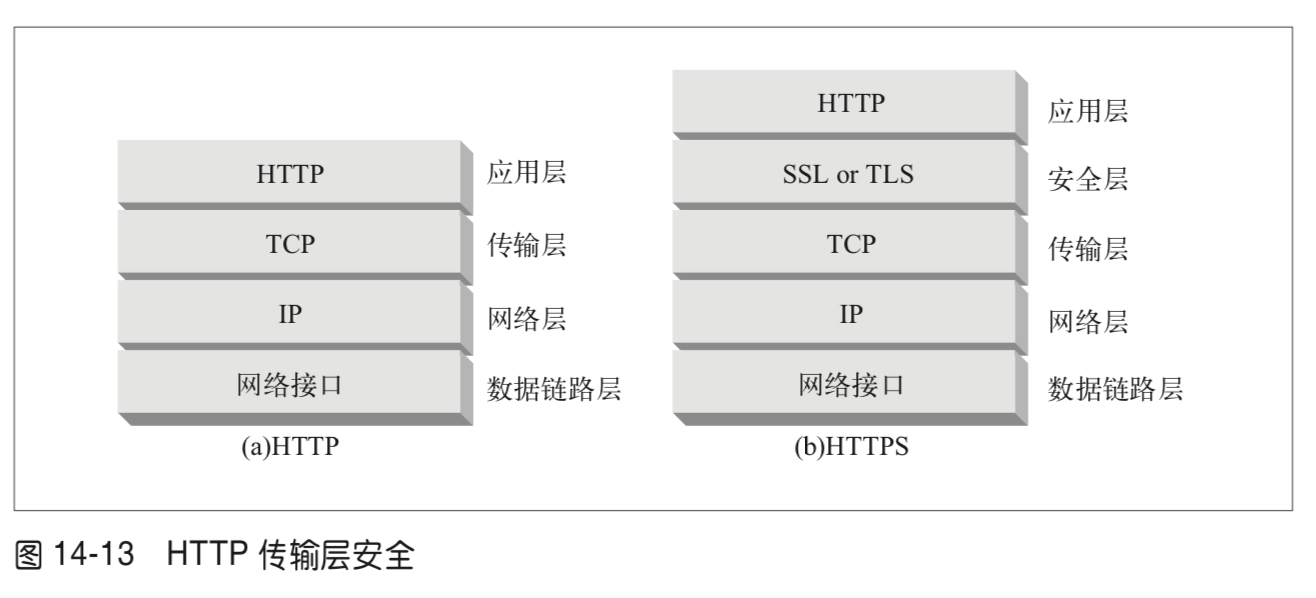 HTTP 应用层
TCP 传输层
IP 网络层
网络接口 数据链路层
(a)HTTP
HTTP 应用层
SSL or TLS 安全层
TCP 传输层
IP 网络层
网络接口 数据链路层
(b)HTTPS
图 14-13 HTTP 传输层安全